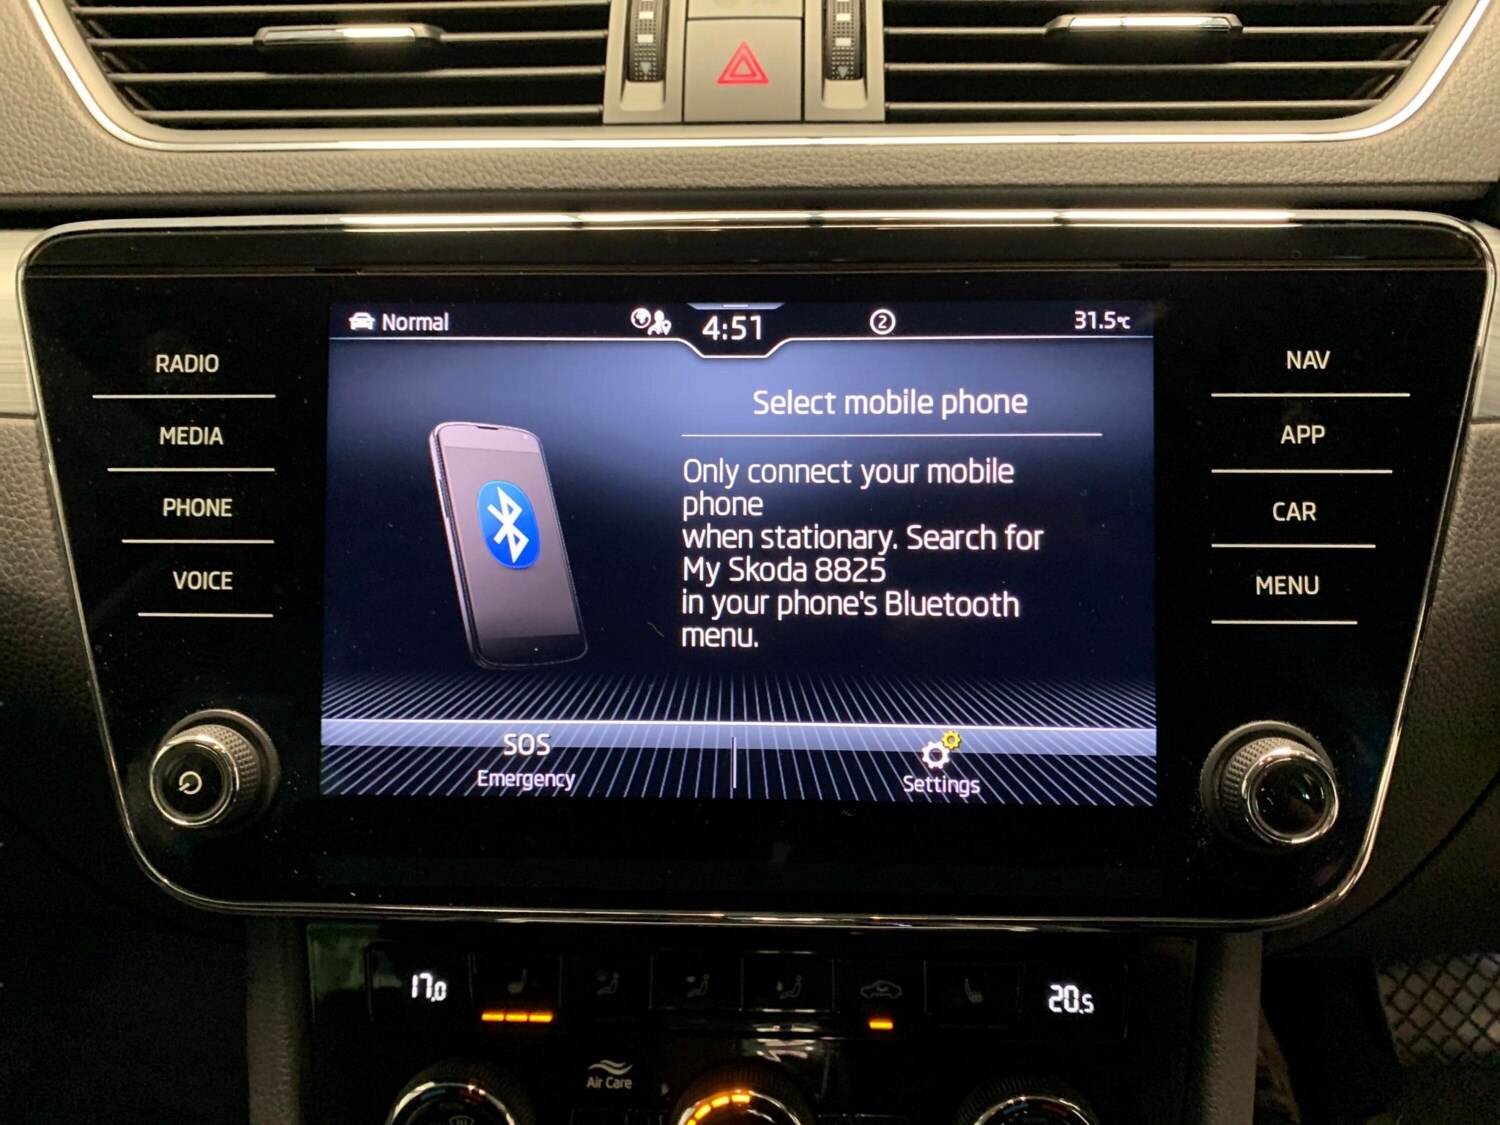 Normal
4:51
2
31.5°C
RADIO
MEDIA
PHONE
VOICE
NAV
APP
CAR
MENU
Select mobile phone
Only connect your mobile
phone
when stationary. Search for
My Skoda 8825
in your phone's Bluetooth
menu.
SOS
Emergency
Settings
17.0
20.5
Air Care